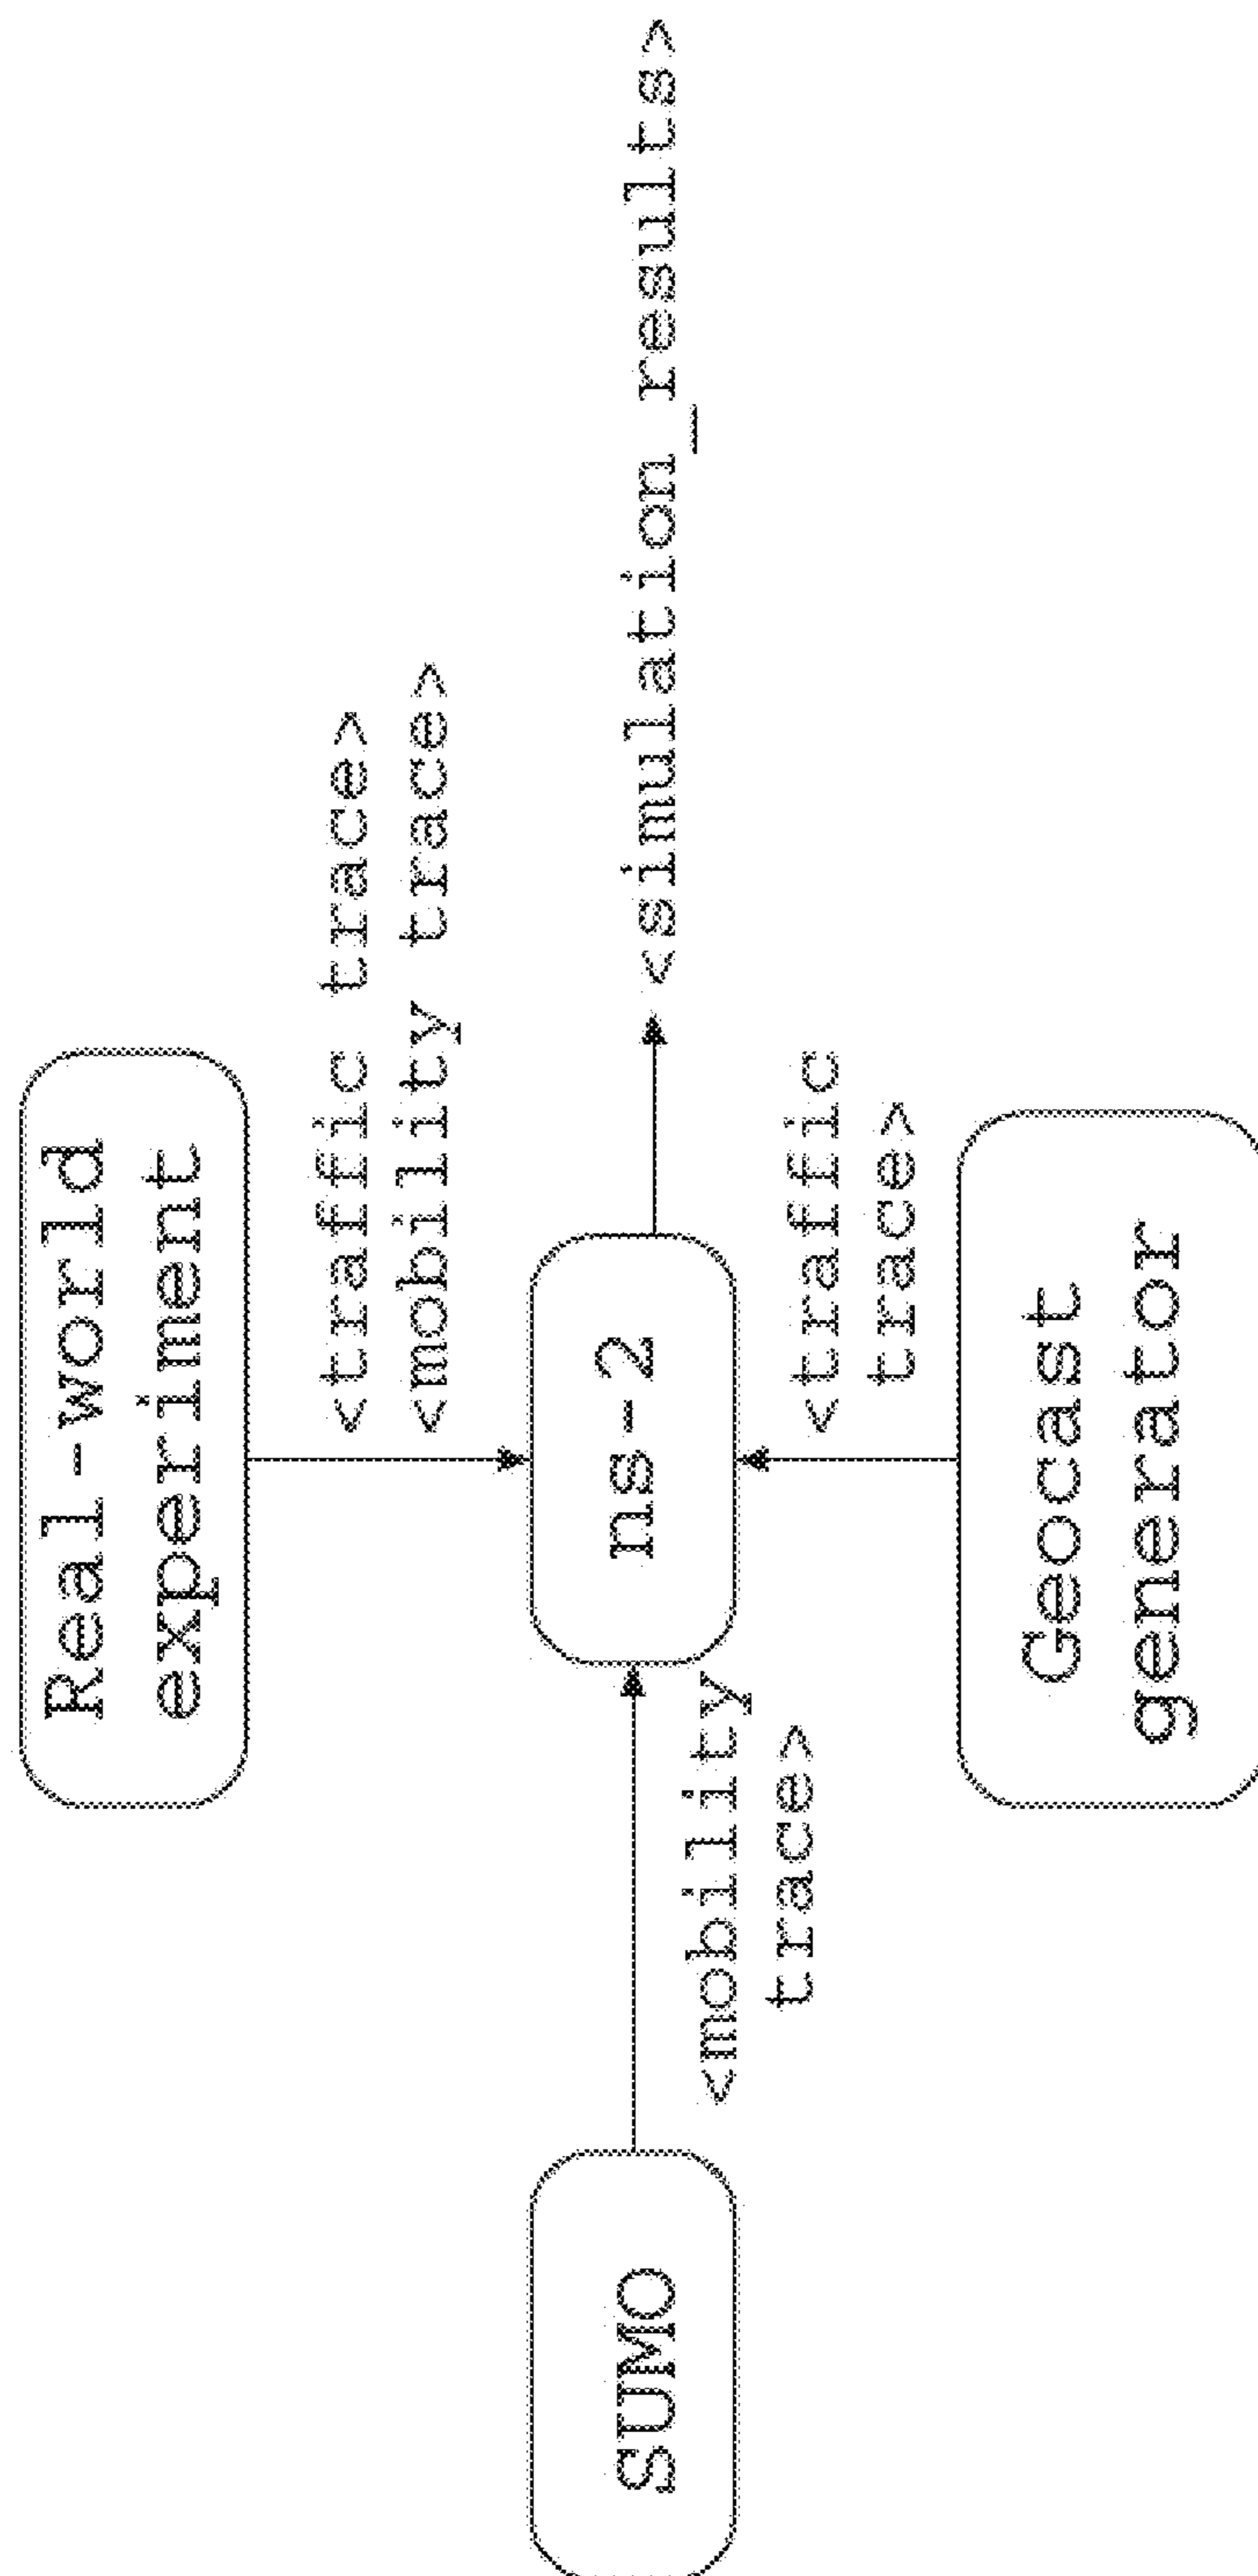 Real-world
experiment
<traffic trace>
<mobility trace>
SUMO
<mobility
trace>
ns-2
<simulation_results>
<traffic
trace>
Geocast
generator